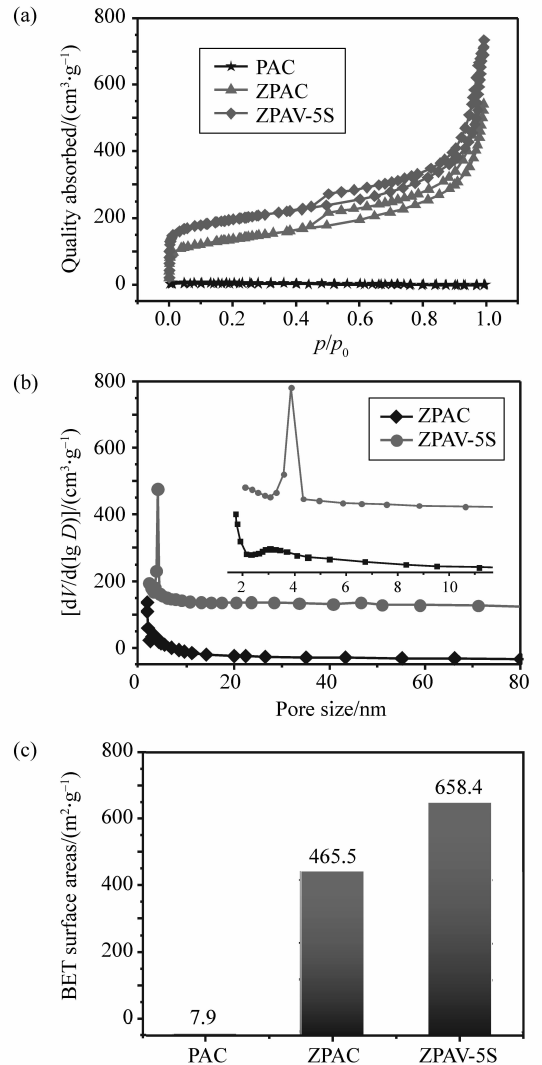 (a)
800
600
400
200
0
Quality absorbed/(cm³·g⁻¹)
PAC
ZPAC
ZPAV-5S
0.0 0.2 0.4 0.6 0.8 1.0
p/p₀
(b)
800
600
400
200
0
[dV/d(lg D)]/(cm³·g⁻¹)
ZPAC
ZPAV-5S
2 4 6 8 10
0 20 40 60 80
Pore size/nm
(c)
800
600
400
200
0
BET surface areas/(m²·g⁻¹)
7.9
465.5
658.4
PAC ZPAC ZPAV-5S